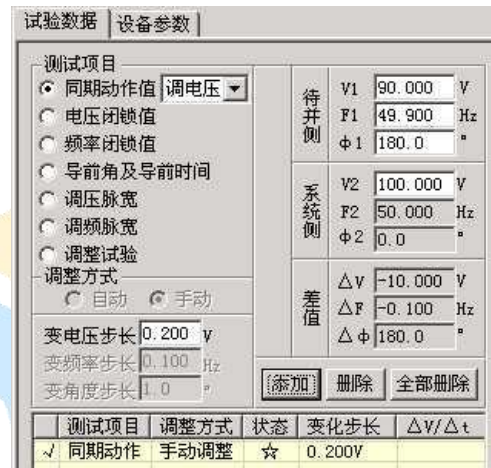 试验数据 设备参数
测试项目
同期动作值 调电压
电压闭锁值
频率闭锁值
导前角及导前时间
调压脉宽
调频脉宽
调整试验
调整方式
自动 手动
变电压步长 0.200 V
变频率步长 0.100 Hz
变角度步长 1.0 °
待并侧
V1 90.000 V
F1 49.900 Hz
φ1 180.0 °
系统侧
V2 100.000 V
F2 50.000 Hz
φ2 0.0 °
差值
△V -10.000 V
△F -0.100 Hz
△φ 180.0 °
添加 删除 全部删除
测试项目 调整方式 状态 变化步长 △V/△t
√ 同期动作 手动调整 ☆ 0.200V